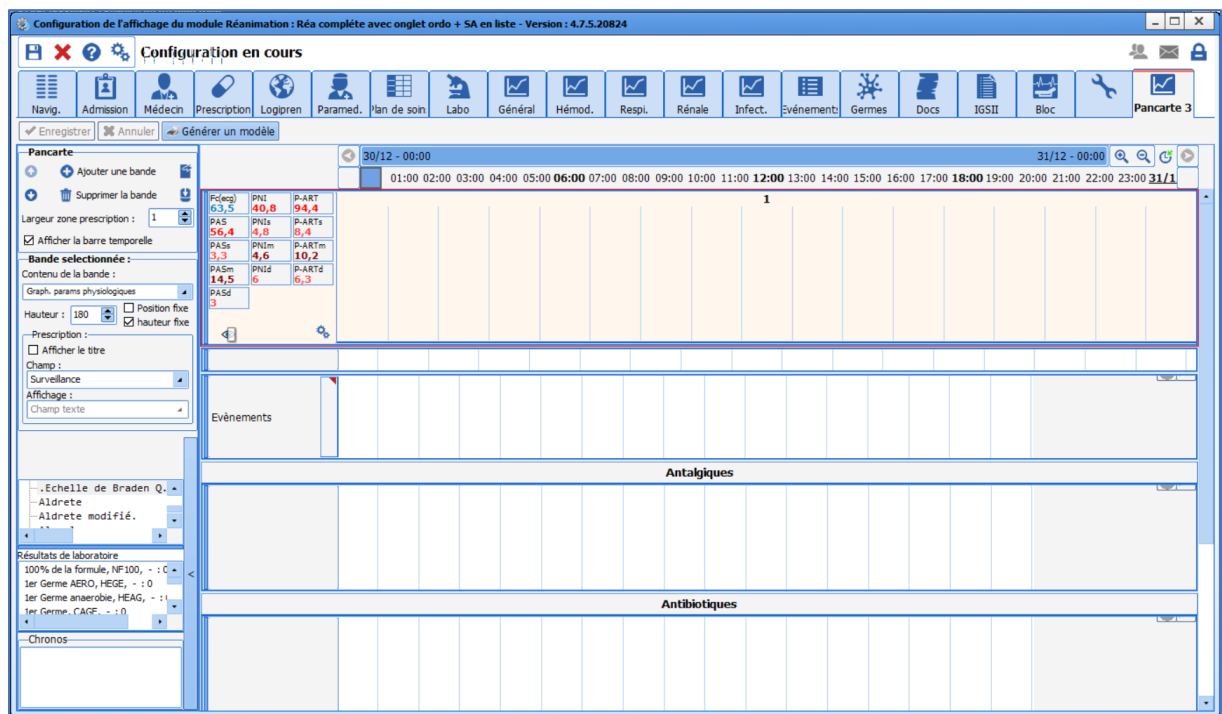 Configuration de l'affichage du module Réanimation : Réa complète avec onglet ordo + SA en liste - Version : 4.7.5.20824
Configuration en cours
Navig. Admission Médecin Prescription Logipren Paramed. Plan de soin Labo Général Hémod. Respi. Rénale Infect. Evénements Germes Docs IGSII Bloc Pancarte 3
Enregistrer Annuler Générer un modèle
Pancarte
Ajouter une bande
Supprimer la bande
Largeur zone prescription : 1
Afficher la barre temporelle
Bande selectionnée :
Contenu de la bande :
Graph. params physiologiques
Hauteur : 180 Position fixe
hauteur fixe
Prescription :
Afficher le titre
Champ :
Surveillance
Affichage :
Champ texte
.Echelle de Braden Q.
Aldrete
Aldrete modifié.
Résultats de laboratoire
100% de la formule, NF100, - : 0
1er Germe AERO, HEGE, - : 0
1er Germe anaerobie, HEAG, - :
1er Germe, CAGE, - : 0
<
Chronos
30/12 - 00:00 31/12 - 00:00
01:00 02:00 03:00 04:00 05:00 06:00 07:00 08:00 09:00 10:00 11:00 12:00 13:00 14:00 15:00 16:00 17:00 18:00 19:00 20:00 21:00 22:00 23:00 31/1
1
Fc(ecg) PNI P-ART
63,5 40,8 94,4
PAS PNIs P-ARTs
56,4 4,8 8,4
PASs PNIm P-ARTm
3,3 4,6 10,2
PASm PNId P-ARTd
14,5 6 6,3
PASd
3
Evènements
Antalgiques
Antibiotiques